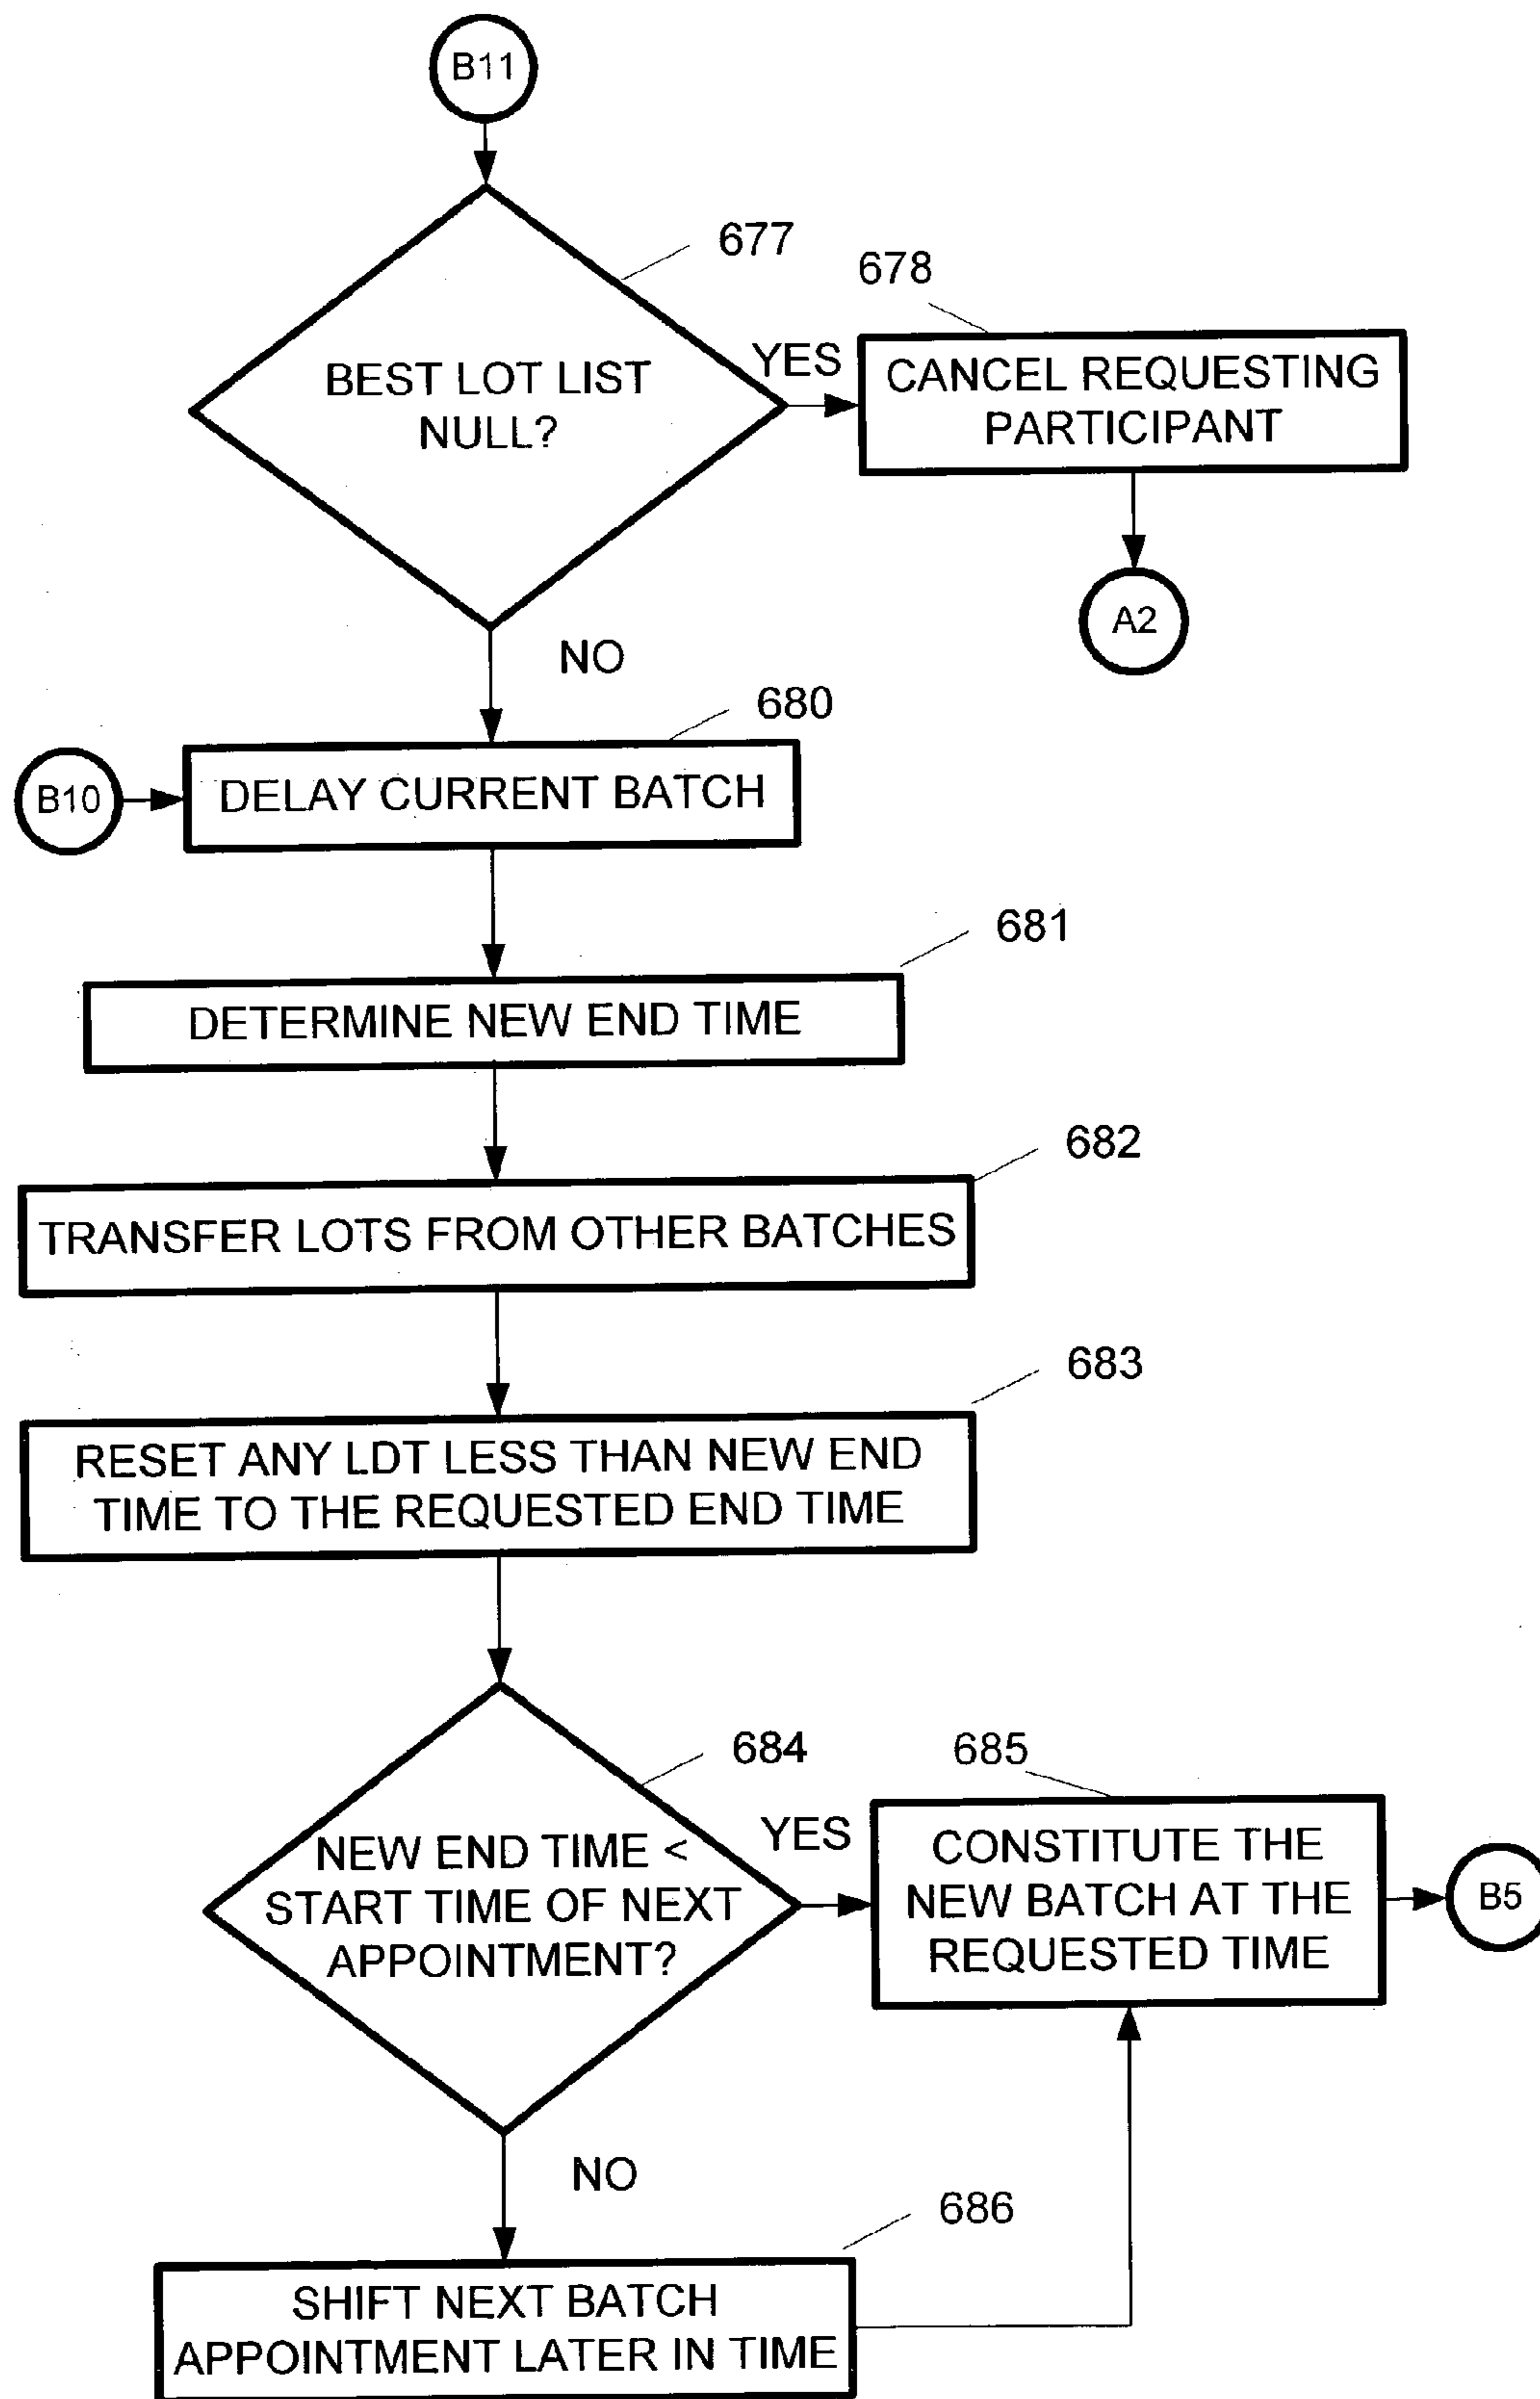 B11
677
678
BEST LOT LIST
NULL?
YES
CANCEL REQUESTING
PARTICIPANT
A2
NO
680
B10
DELAY CURRENT BATCH
681
DETERMINE NEW END TIME
682
TRANSFER LOTS FROM OTHER BATCHES
683
RESET ANY LDT LESS THAN NEW END
TIME TO THE REQUESTED END TIME
684
685
NEW END TIME <
START TIME OF NEXT
APPOINTMENT?
YES
CONSTITUTE THE
NEW BATCH AT THE
REQUESTED TIME
B5
NO
686
SHIFT NEXT BATCH
APPOINTMENT LATER IN TIME